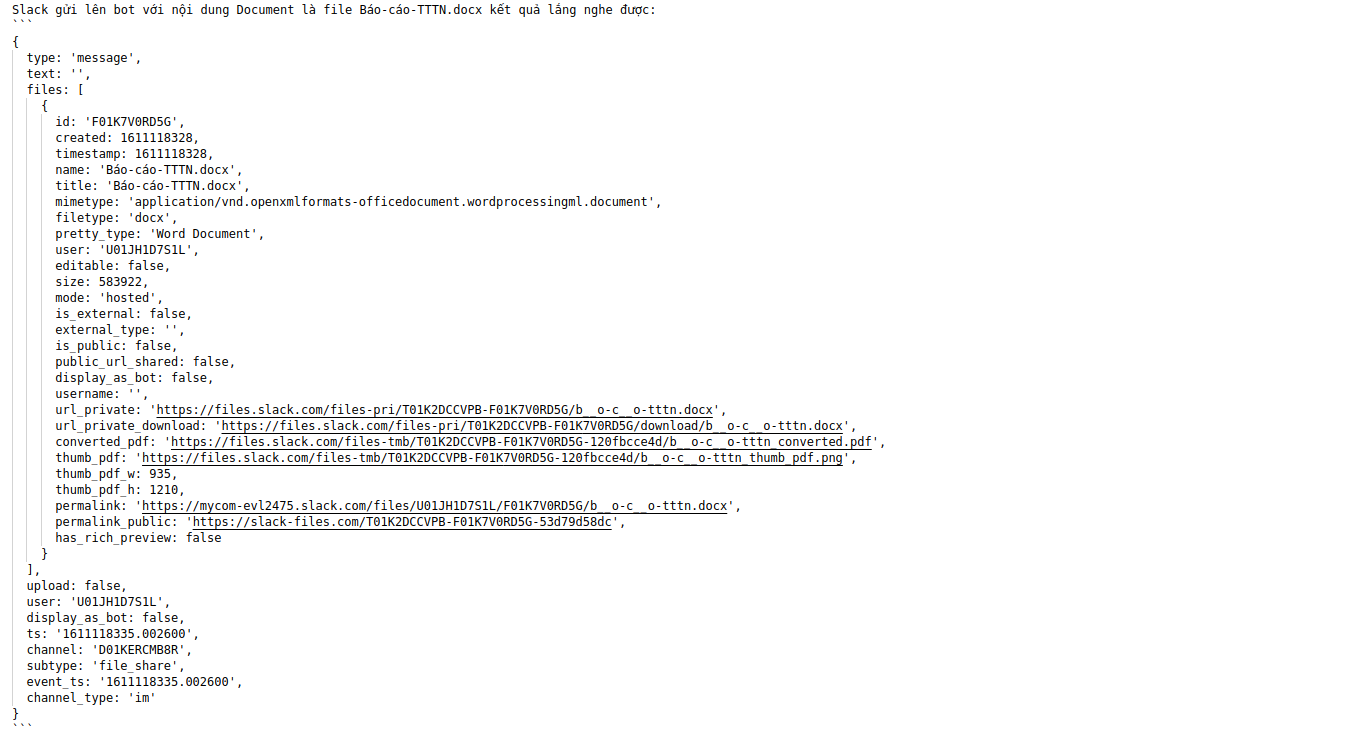 Slack gửi lên bot với nội dung Document là file Báo-cáo-TTTN.docx kết quả lắng nghe được:
```
{
  type: 'message',
  text: '',
  files: [
    {
      id: 'F01K7V0RD5G',
      created: 1611118328,
      timestamp: 1611118328,
      name: 'Báo-cáo-TTTN.docx',
      title: 'Báo-cáo-TTTN.docx',
      mimetype: 'application/vnd.openxmlformats-officedocument.wordprocessingml.document',
      filetype: 'docx',
      pretty_type: 'Word Document',
      user: 'U01JH1D7S1L',
      editable: false,
      size: 583922,
      mode: 'hosted',
      is_external: false,
      external_type: '',
      is_public: false,
      public_url_shared: false,
      display_as_bot: false,
      username: '',
      url_private: 'https://files.slack.com/files-pri/T01K2DCCVPB-F01K7V0RD5G/b__o-c__o-tttn.docx',
      url_private_download: 'https://files.slack.com/files-pri/T01K2DCCVPB-F01K7V0RD5G/download/b__o-c__o-tttn.docx',
      converted_pdf: 'https://files.slack.com/files-tmb/T01K2DCCVPB-F01K7V0RD5G-120fbcce4d/b__o-c__o-tttn_converted.pdf',
      thumb_pdf: 'https://files.slack.com/files-tmb/T01K2DCCVPB-F01K7V0RD5G-120fbcce4d/b__o-c__o-tttn_thumb_pdf.png',
      thumb_pdf_w: 935,
      thumb_pdf_h: 1210,
      permalink: 'https://mycom-evl2475.slack.com/files/U01JH1D7S1L/F01K7V0RD5G/b__o-c__o-tttn.docx',
      permalink_public: 'https://slack-files.com/T01K2DCCVPB-F01K7V0RD5G-53d79d58dc',
      has_rich_preview: false
    }
  ],
  upload: false,
  user: 'U01JH1D7S1L',
  display_as_bot: false,
  ts: '1611118335.002600',
  channel: 'D01KERCMB8R',
  subtype: 'file_share',
  event_ts: '1611118335.002600',
  channel_type: 'im'
}
```